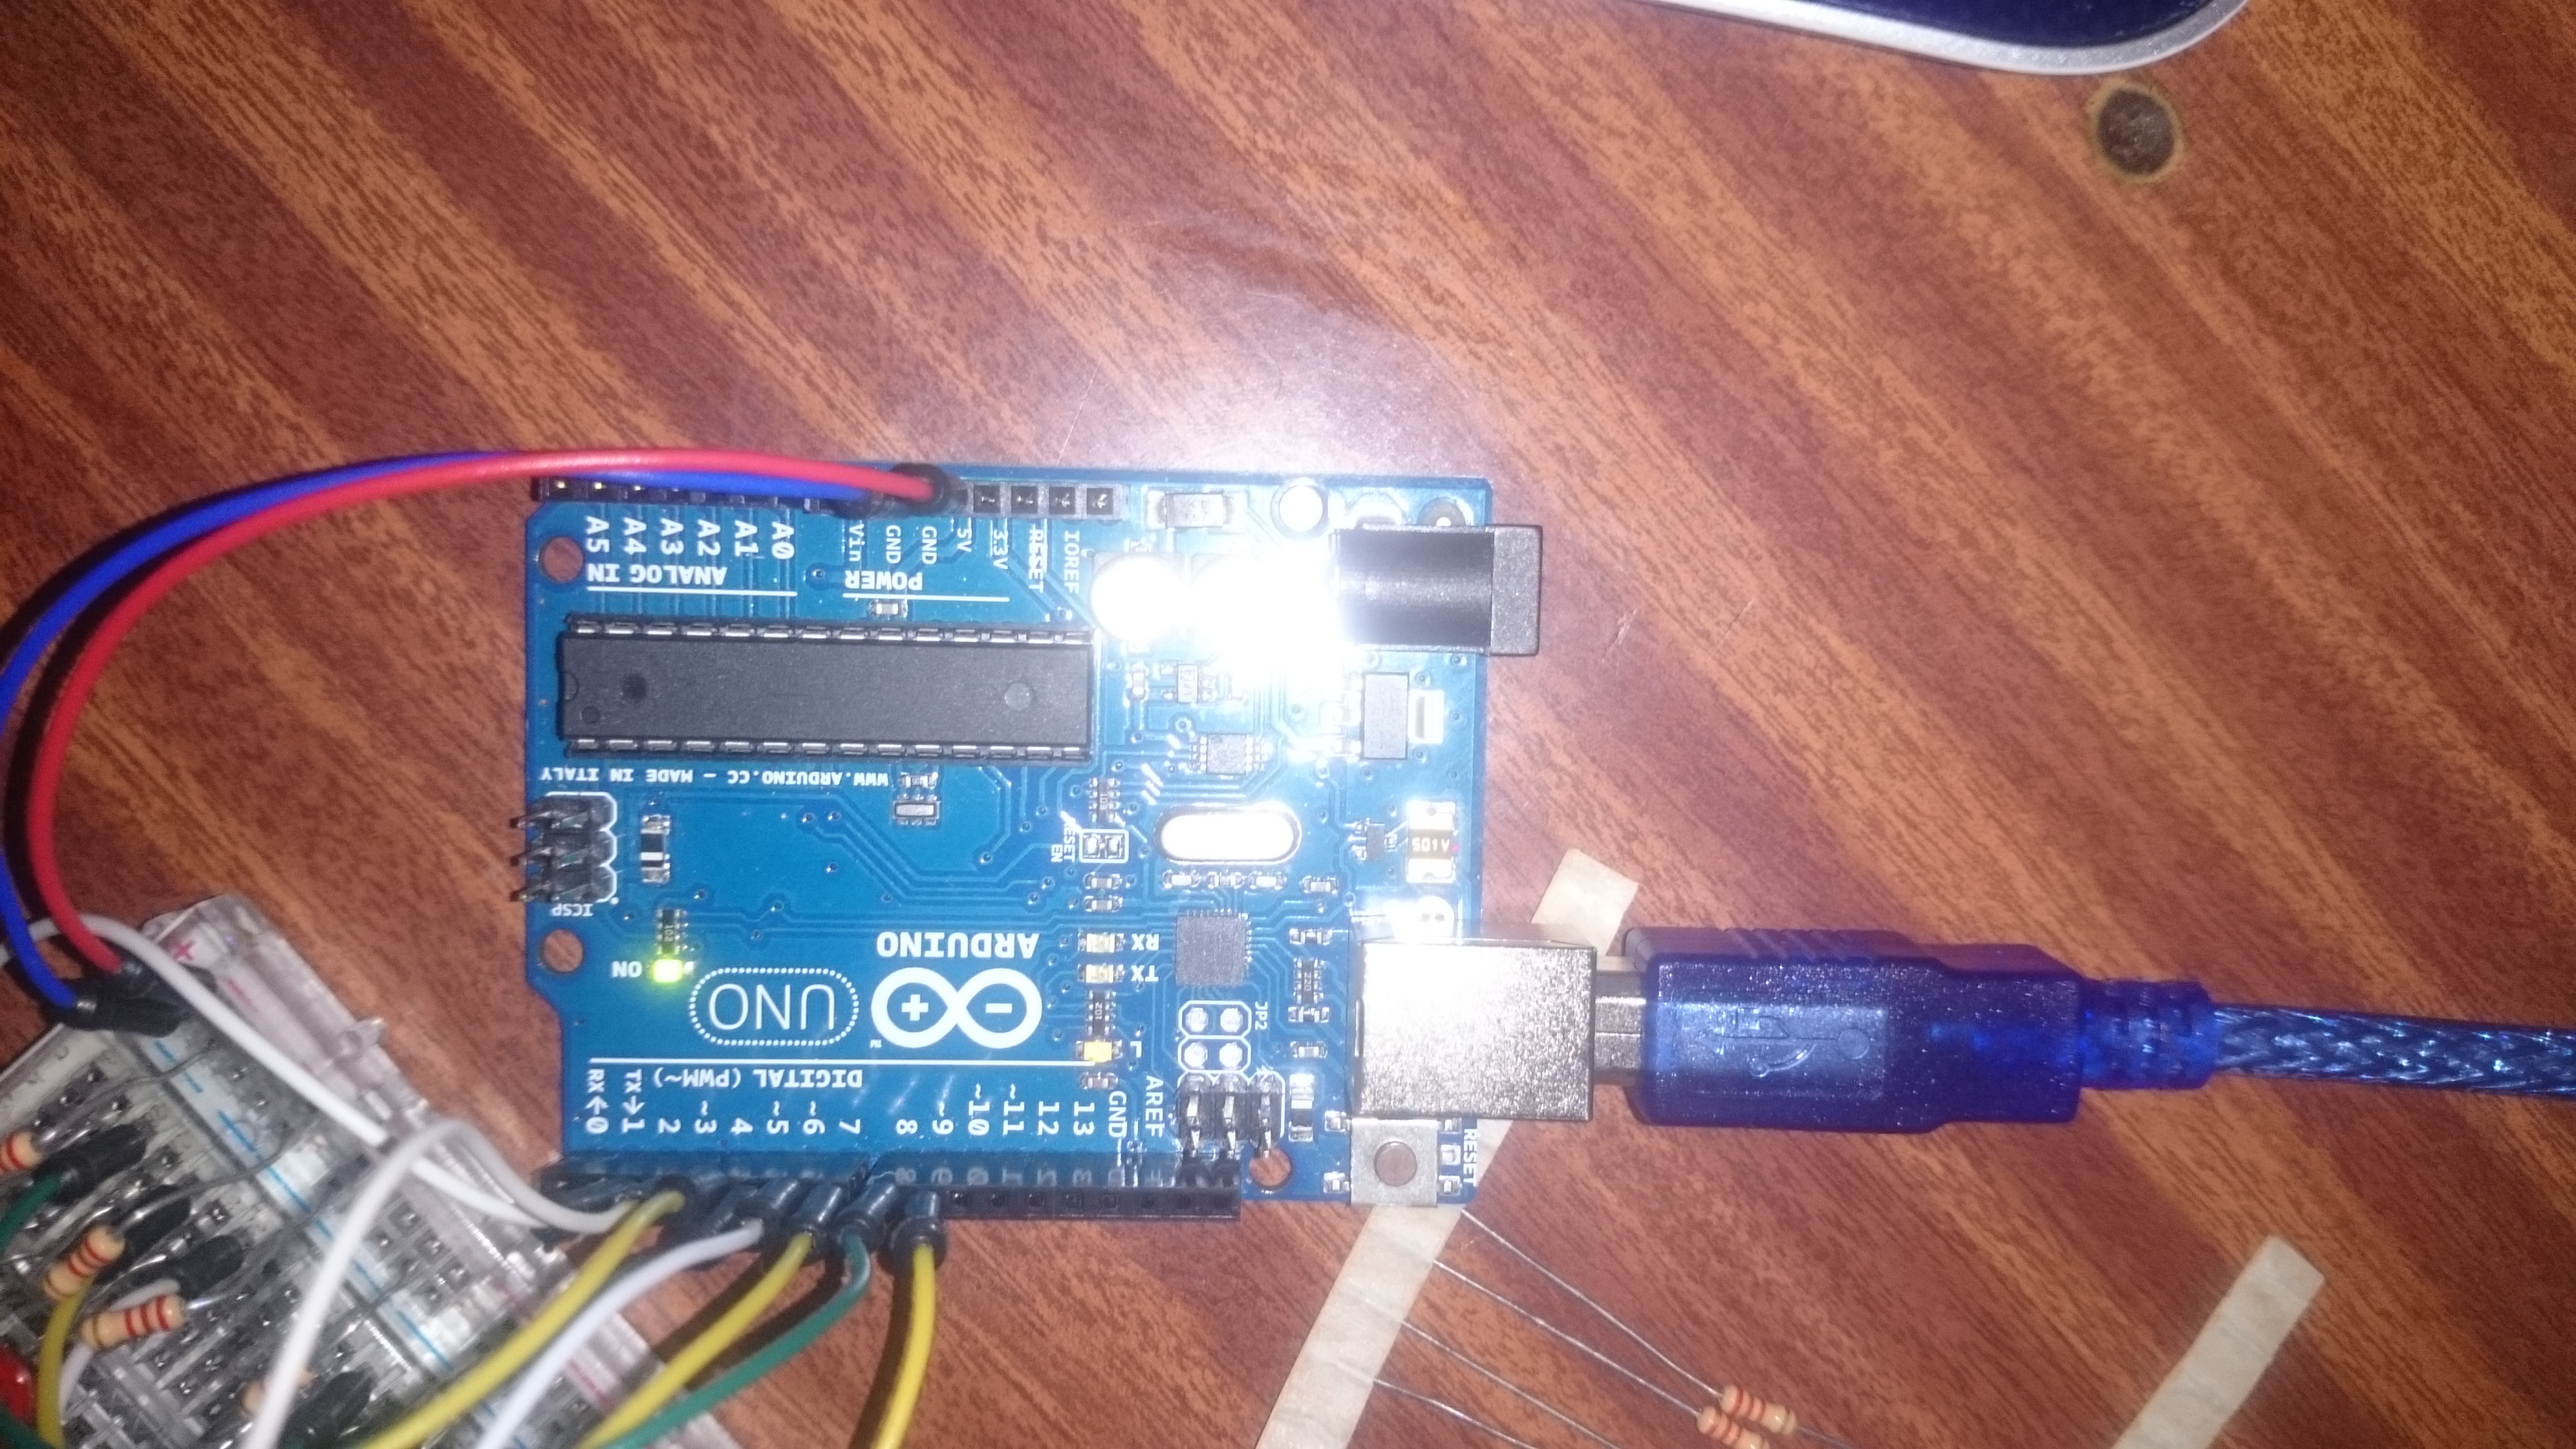 RESET
AREF
GND
13
12
~11
~10
~9
8
7
~6
~5
4
~3
2
TX→1
RX←0
DIGITAL (PWM~)
L
JP2
TX
RX
ARDUINO
UNO
ON
™
ICSP
RESET EN
501V
WWW.ARDUINO.CC – MADE IN ITALY
POWER
ANALOG IN
IOREF
RESET
3.3V
5V
GND
GND
Vin
A0
A1
A2
A3
A4
A5